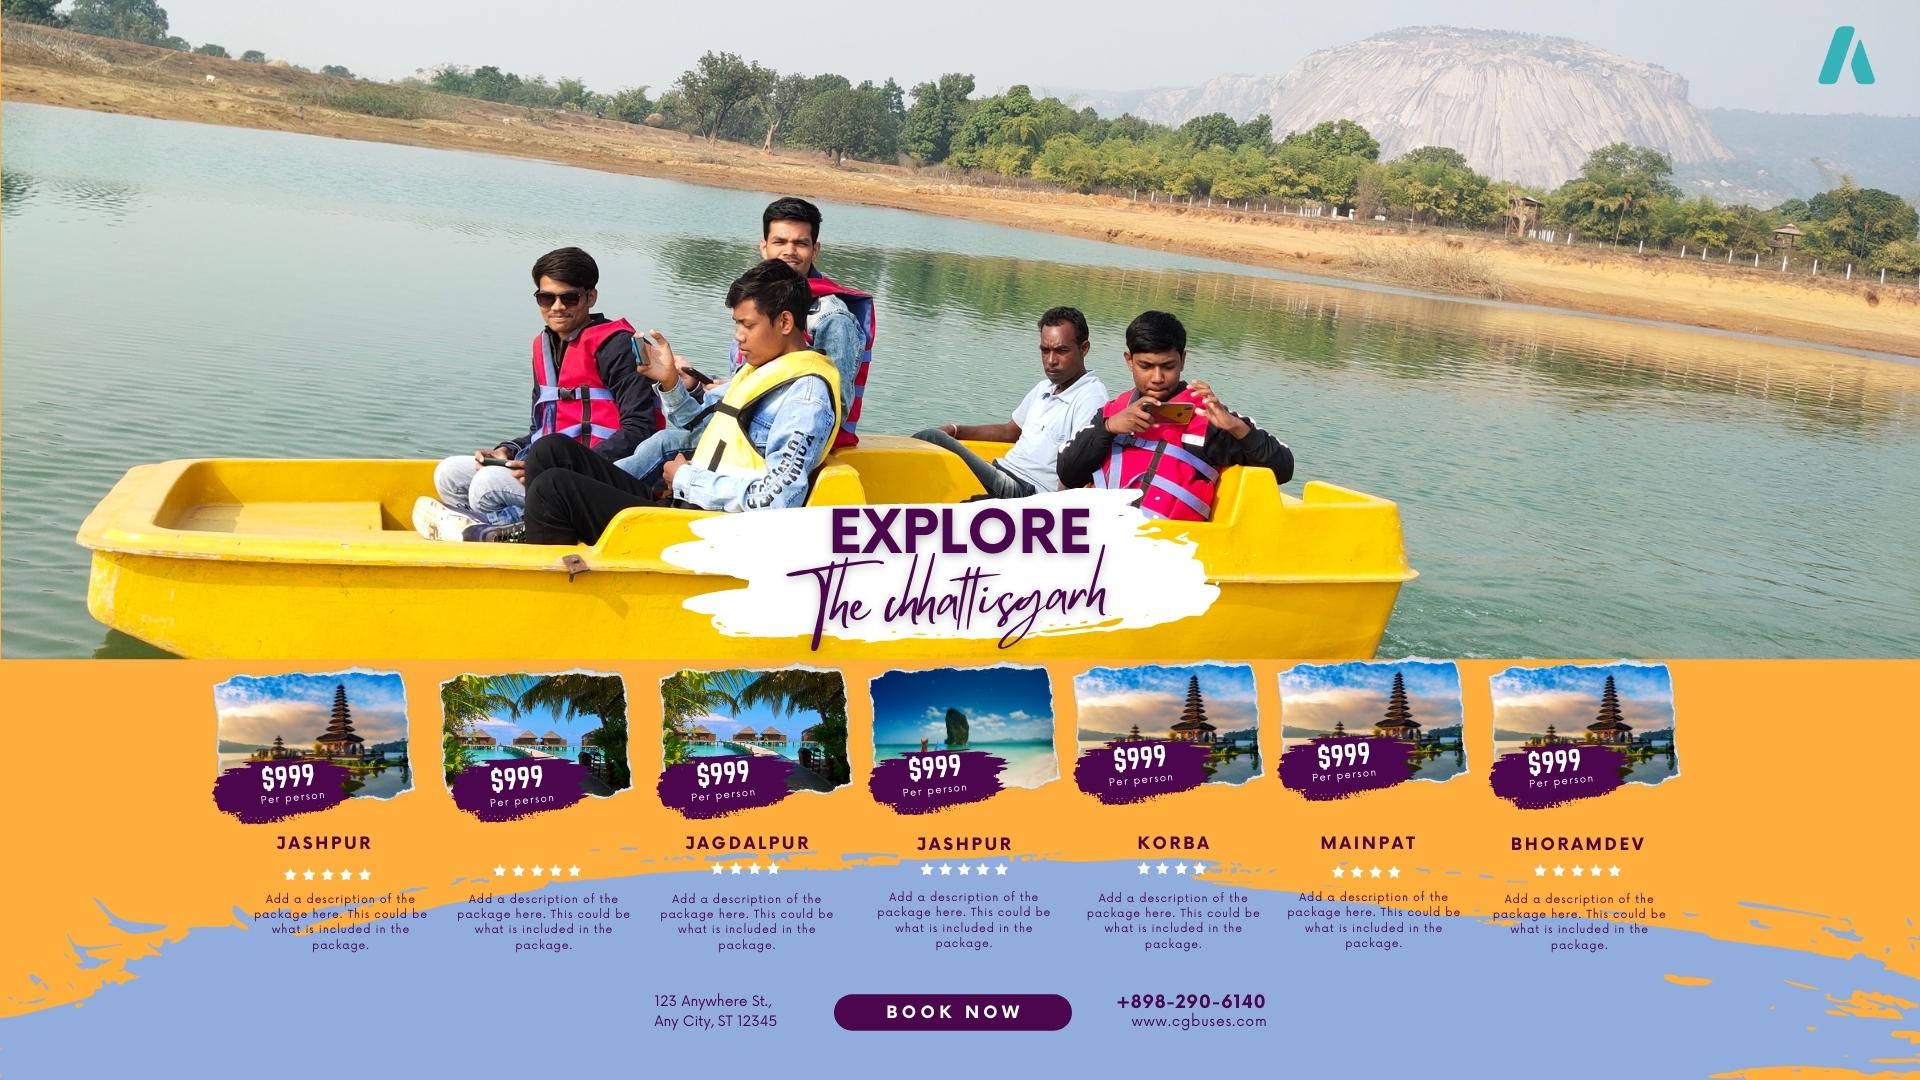 EXPLORE
The chhattisgarh
$999
Per person
JASHPUR
Add a description of the
package here. This could be
what is included in the
package.
$999
Per person
Add a description of the
package here. This could be
what is included in the
package.
$999
Per person
JAGDALPUR
Add a description of the
package here. This could be
what is included in the
package.
$999
Per person
JASHPUR
Add a description of the
package here. This could be
what is included in the
package.
$999
Per person
KORBA
Add a description of the
package here. This could be
what is included in the
package.
$999
Per person
MAINPAT
Add a description of the
package here. This could be
what is included in the
package.
$999
Per person
BHORAMDEV
Add a description of the
package here. This could be
what is included in the
package.
123 Anywhere St.,
Any City, ST 12345
BOOK NOW
+898-290-6140
www.cgbuses.com